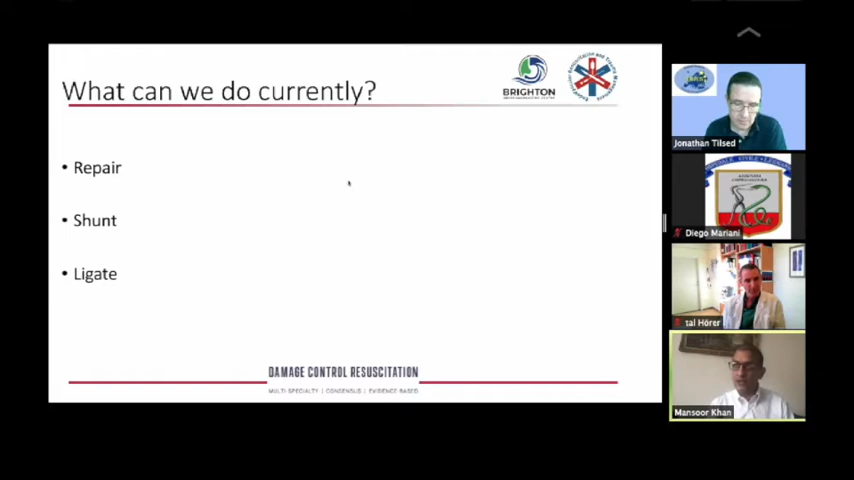 What can we do currently?
BRIGHTON
• Repair
• Shunt
• Ligate
DAMAGE CONTROL RESUSCITATION
MULTI-SPECIALTY | CONSENSUS | EVIDENCE BASED
Jonathan Tilsed
Diego Mariani
tal Hörer
Mansoor Khan